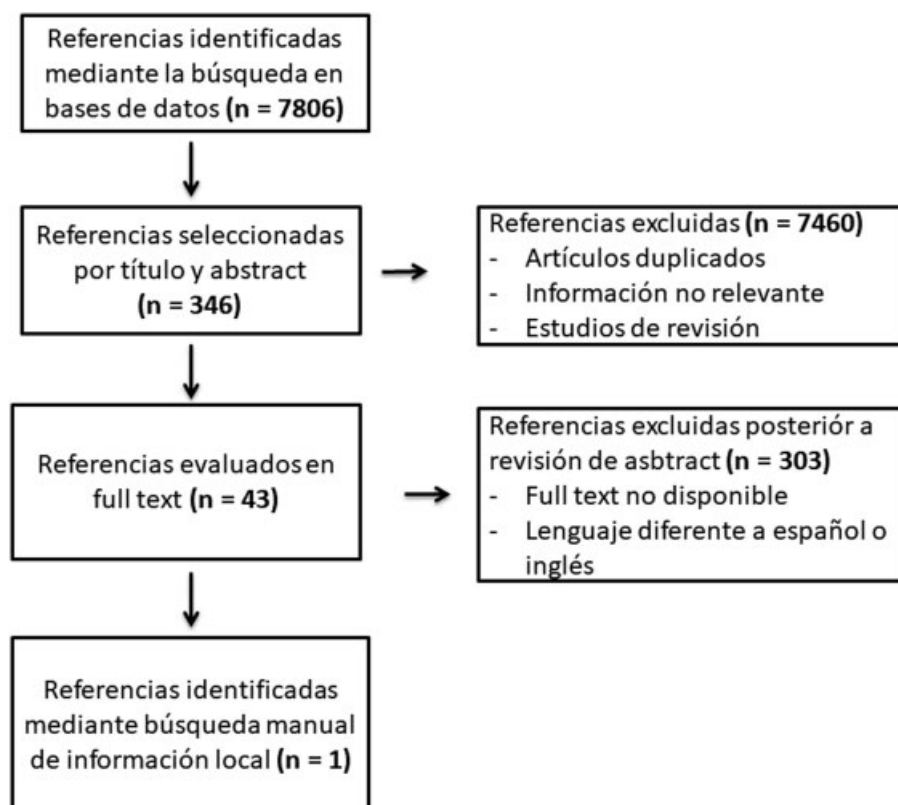 Referencias identificadas
mediante la búsqueda en
bases de datos (n = 7806)
Referencias seleccionadas
por título y abstract
(n = 346)
Referencias excluidas (n = 7460)
- Artículos duplicados
- Información no relevante
- Estudios de revisión
Referencias evaluados en
full text (n = 43)
Referencias excluidas posteriór a
revisión de asbtract (n = 303)
- Full text no disponible
- Lenguaje diferente a español o
inglés
Referencias identificadas
mediante búsqueda manual
de información local (n = 1)